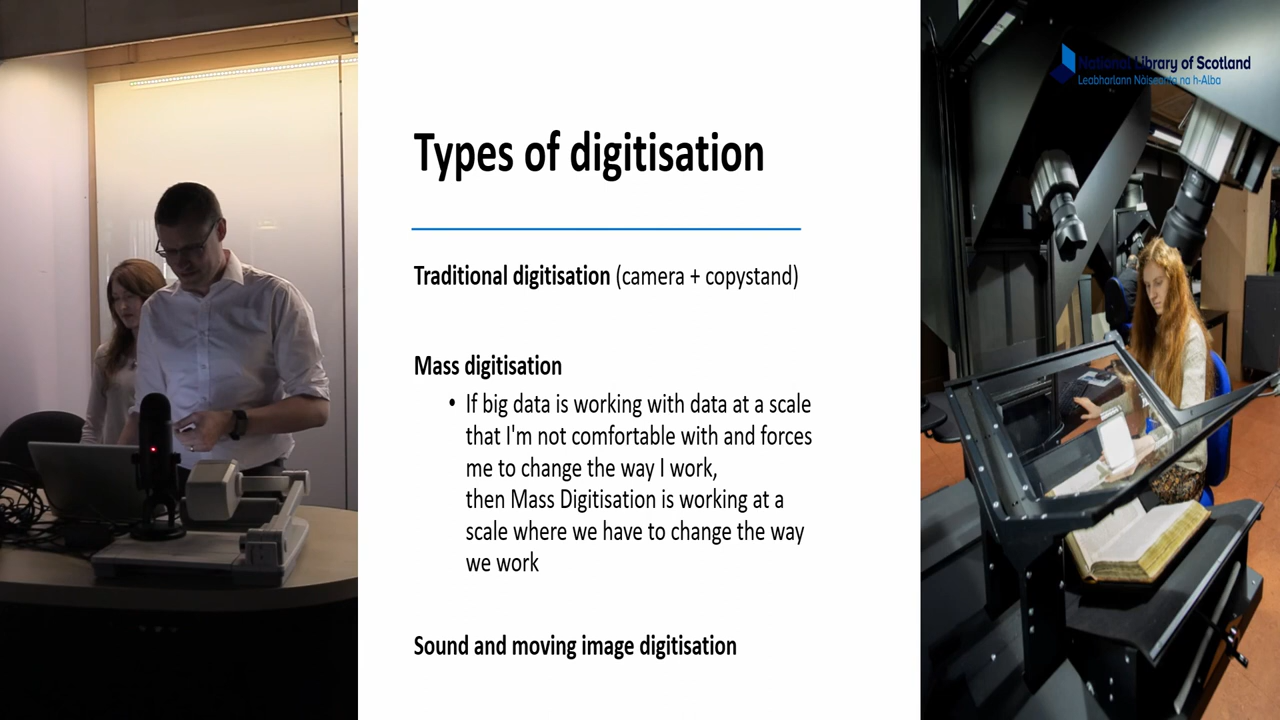 National Library of Scotland
Leabharlann Nàiseanta na h-Alba
Types of digitisation
Traditional digitisation (camera + copystand)
Mass digitisation
• If big data is working with data at a scale
that I'm not comfortable with and forces
me to change the way I work,
then Mass Digitisation is working at a
scale where we have to change the way
we work
Sound and moving image digitisation